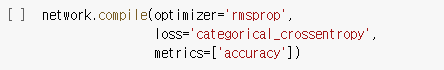 [ ] network.compile(optimizer='rmsprop',
loss='categorical_crossentropy',
metrics=['accuracy'])